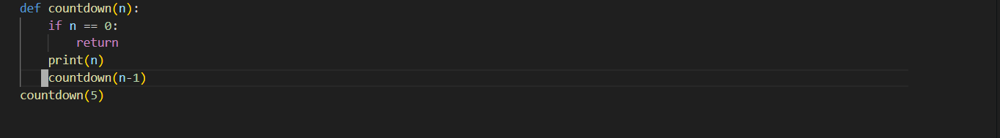 def countdown(n):
    if n == 0:
        return
    print(n)
    countdown(n-1)
countdown(5)